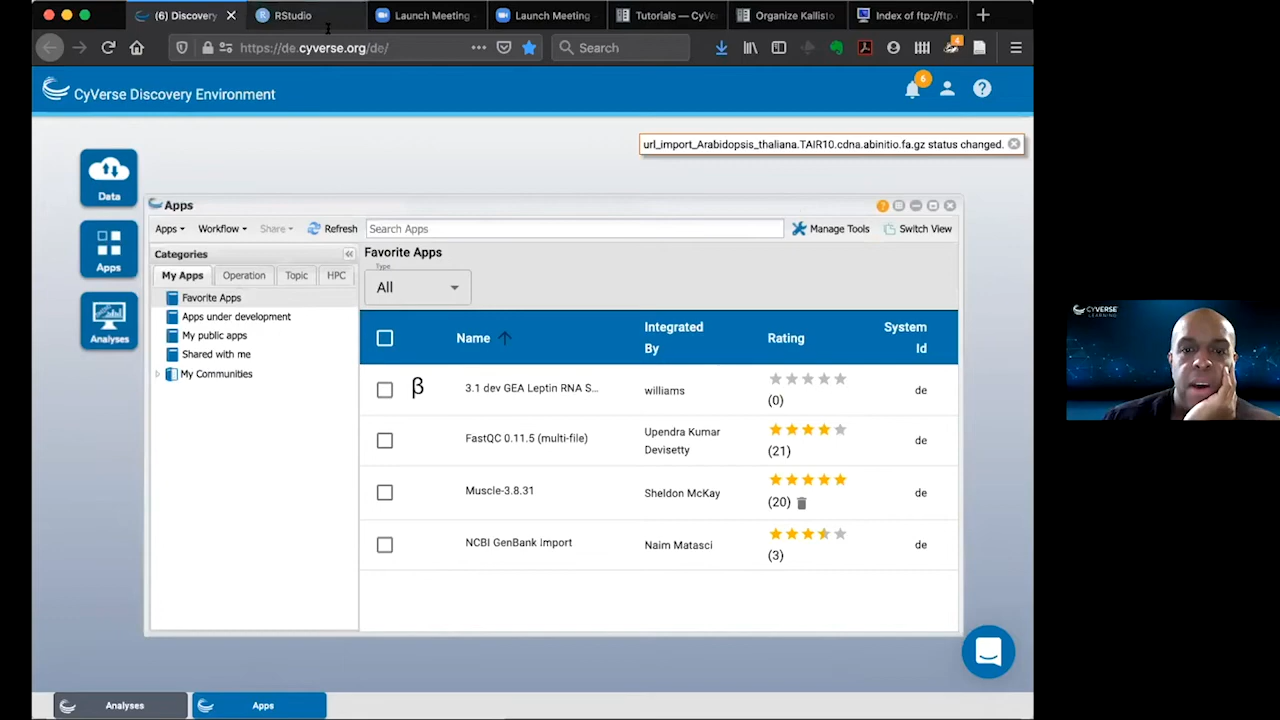 (6) Discovery
RStudio
Launch Meeting
Launch Meeting
Tutorials — CyVe
Organize Kallisto
Index of ftp://ftp.
https://de.cyverse.org/de/
Search
4
CyVerse Discovery Environment
6
url_import_Arabidopsis_thaliana.TAIR10.cdna.abinitio.fa.gz status changed.
Data
Apps
Analyses
Apps
Apps
Workflow
Share
Refresh
Search Apps
Manage Tools
Switch View
Categories
My Apps
Operation
Topic
HPC
Favorite Apps
Apps under development
My public apps
Shared with me
My Communities
Favorite Apps
Type
All
Name
Integrated By
Rating
System Id
β
3.1 dev GEA Leptin RNA S...
williams
(0)
de
FastQC 0.11.5 (multi-file)
Upendra Kumar Devisetty
(21)
de
Muscle-3.8.31
Sheldon McKay
(20)
de
NCBI GenBank Import
Naim Matasci
(3)
de
Analyses
Apps
CYVERSE
LEARNING